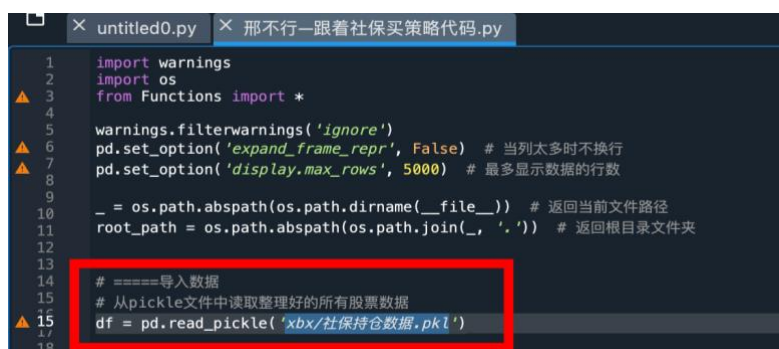 untitled0.py 邢不行—跟着社保买策略代码.py
1 import warnings
2 import os
3 from Functions import *
4
5 warnings.filterwarnings('ignore')
6 pd.set_option('expand_frame_repr', False) # 当列太多时不换行
7 pd.set_option('display.max_rows', 5000) # 最多显示数据的行数
8
9
10 _ = os.path.abspath(os.path.dirname(__file__)) # 返回当前文件路径
11 root_path = os.path.abspath(os.path.join(_, '.')) # 返回根目录文件夹
12
13
14 # =====导入数据
15 # 从pickle文件中读取整理好的所有股票数据
15 df = pd.read_pickle('xbx/社保持仓数据.pkl')
17
18